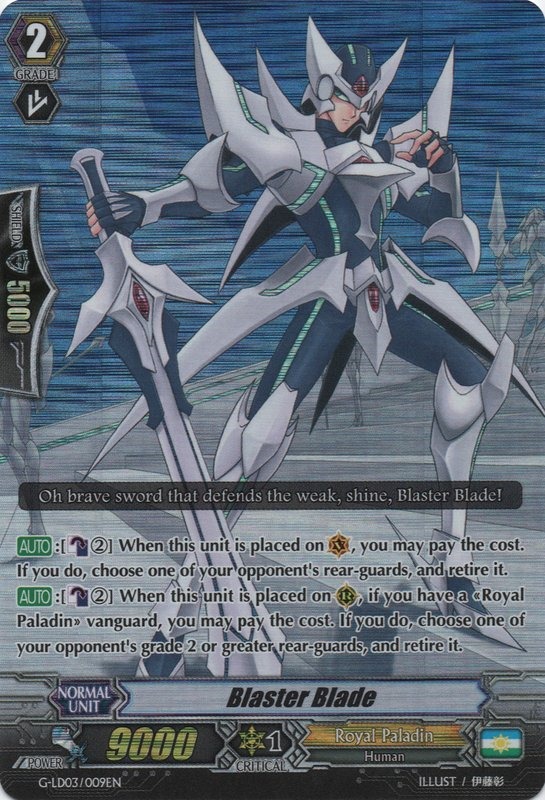 2
GRADE
SHIELD
5000
Oh brave sword that defends the weak, shine, Blaster Blade!
AUTO:[②] When this unit is placed on V, you may pay the cost.
If you do, choose one of your opponent's rear-guards, and retire it.
AUTO:[②] When this unit is placed on R, if you have a «Royal
Paladin» vanguard, you may pay the cost. If you do, choose one of
your opponent's grade 2 or greater rear-guards, and retire it.
NORMAL
UNIT
Blaster Blade
POWER
9000
1
CRITICAL
Royal Paladin
Human
G-LD03/009EN
ILLUST / 伊藤彰